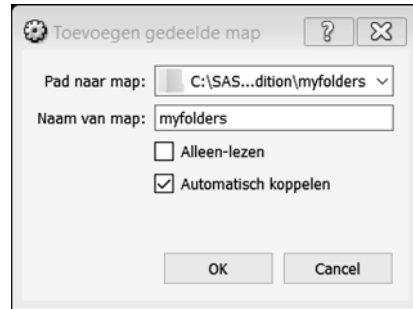 Toevoegen gedeelde map
Pad naar map: C:\SAS...dition\myfolders
Naam van map: myfolders
Alleen-lezen
Automatisch koppelen
OK Cancel